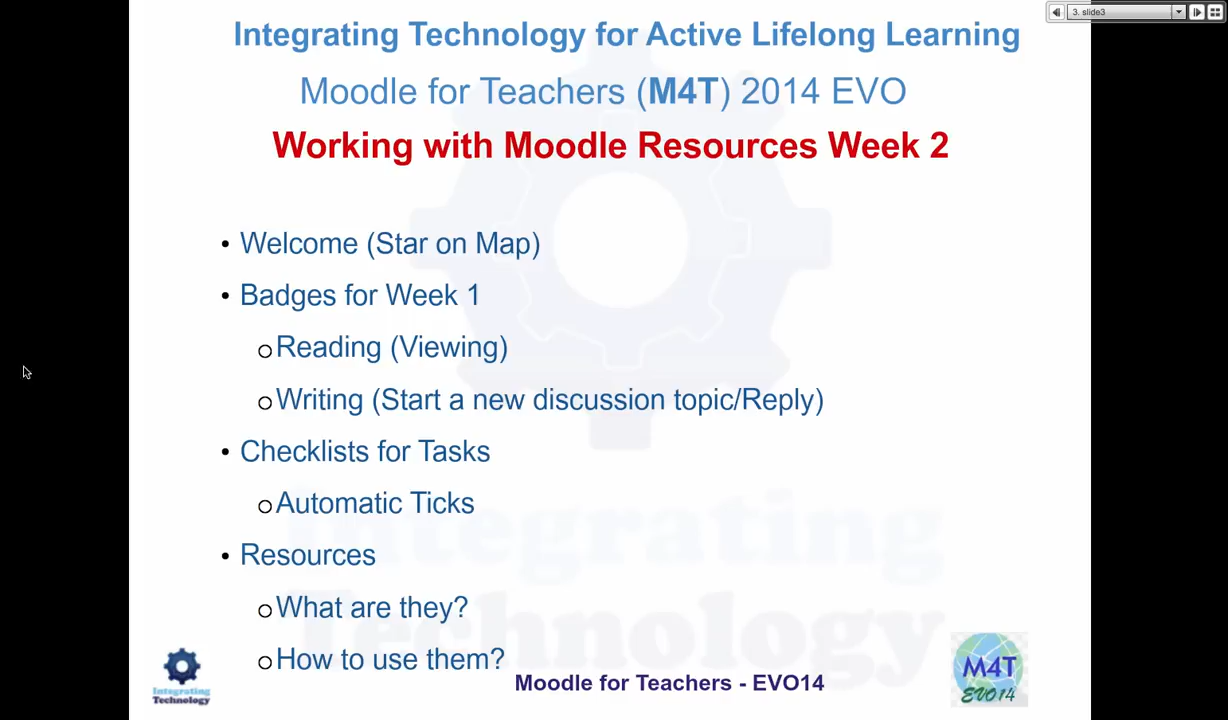 3. slide3
Integrating Technology for Active Lifelong Learning
Moodle for Teachers (M4T) 2014 EVO
Working with Moodle Resources Week 2
• Welcome (Star on Map)
• Badges for Week 1
o Reading (Viewing)
o Writing (Start a new discussion topic/Reply)
• Checklists for Tasks
o Automatic Ticks
• Resources
o What are they?
o How to use them?
Integrating
Technology
Moodle for Teachers - EVO14
M4T
EVO14
Integrating
Technology